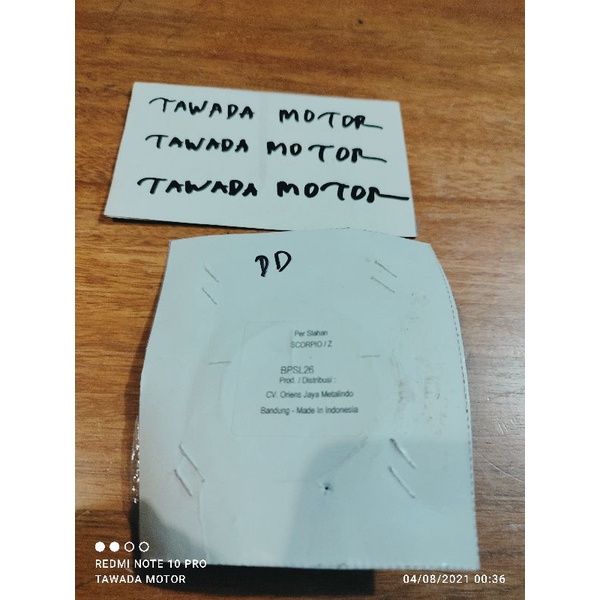 TAWADA MOTOR
TAWADA MOTOR
TAWADA MOTOR
DD
Per Slahan
SCORPIO / Z
BPSL26
Prod. / Distribusi :
CV. Oriens Jaya Metalindo
Bandung - Made In Indonesia
REDMI NOTE 10 PRO
TAWADA MOTOR
04/08/2021 00:36